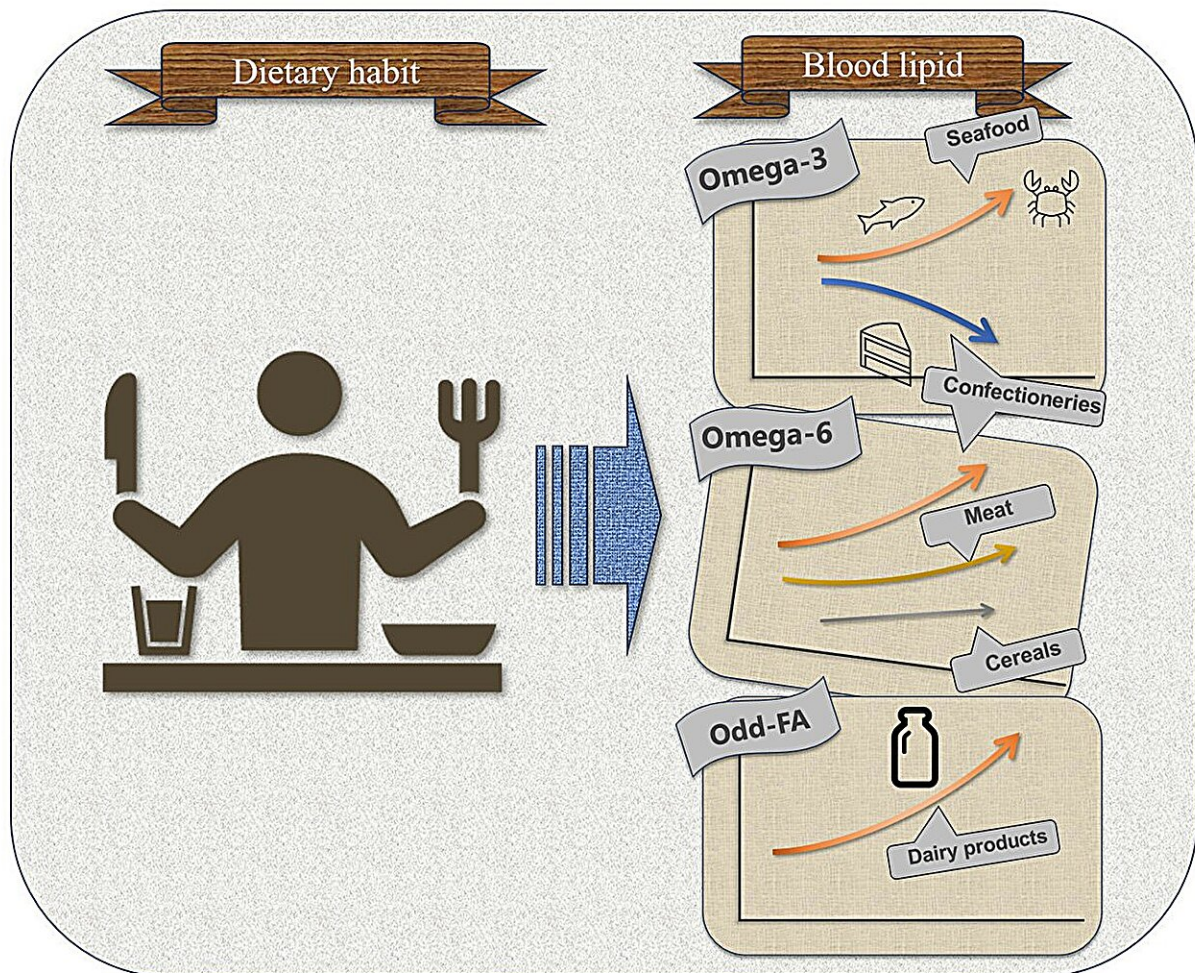 Dietary habit
Blood lipid
Omega-3
Seafood
Confectioneries
Omega-6
Meat
Cereals
Odd-FA
Dairy products